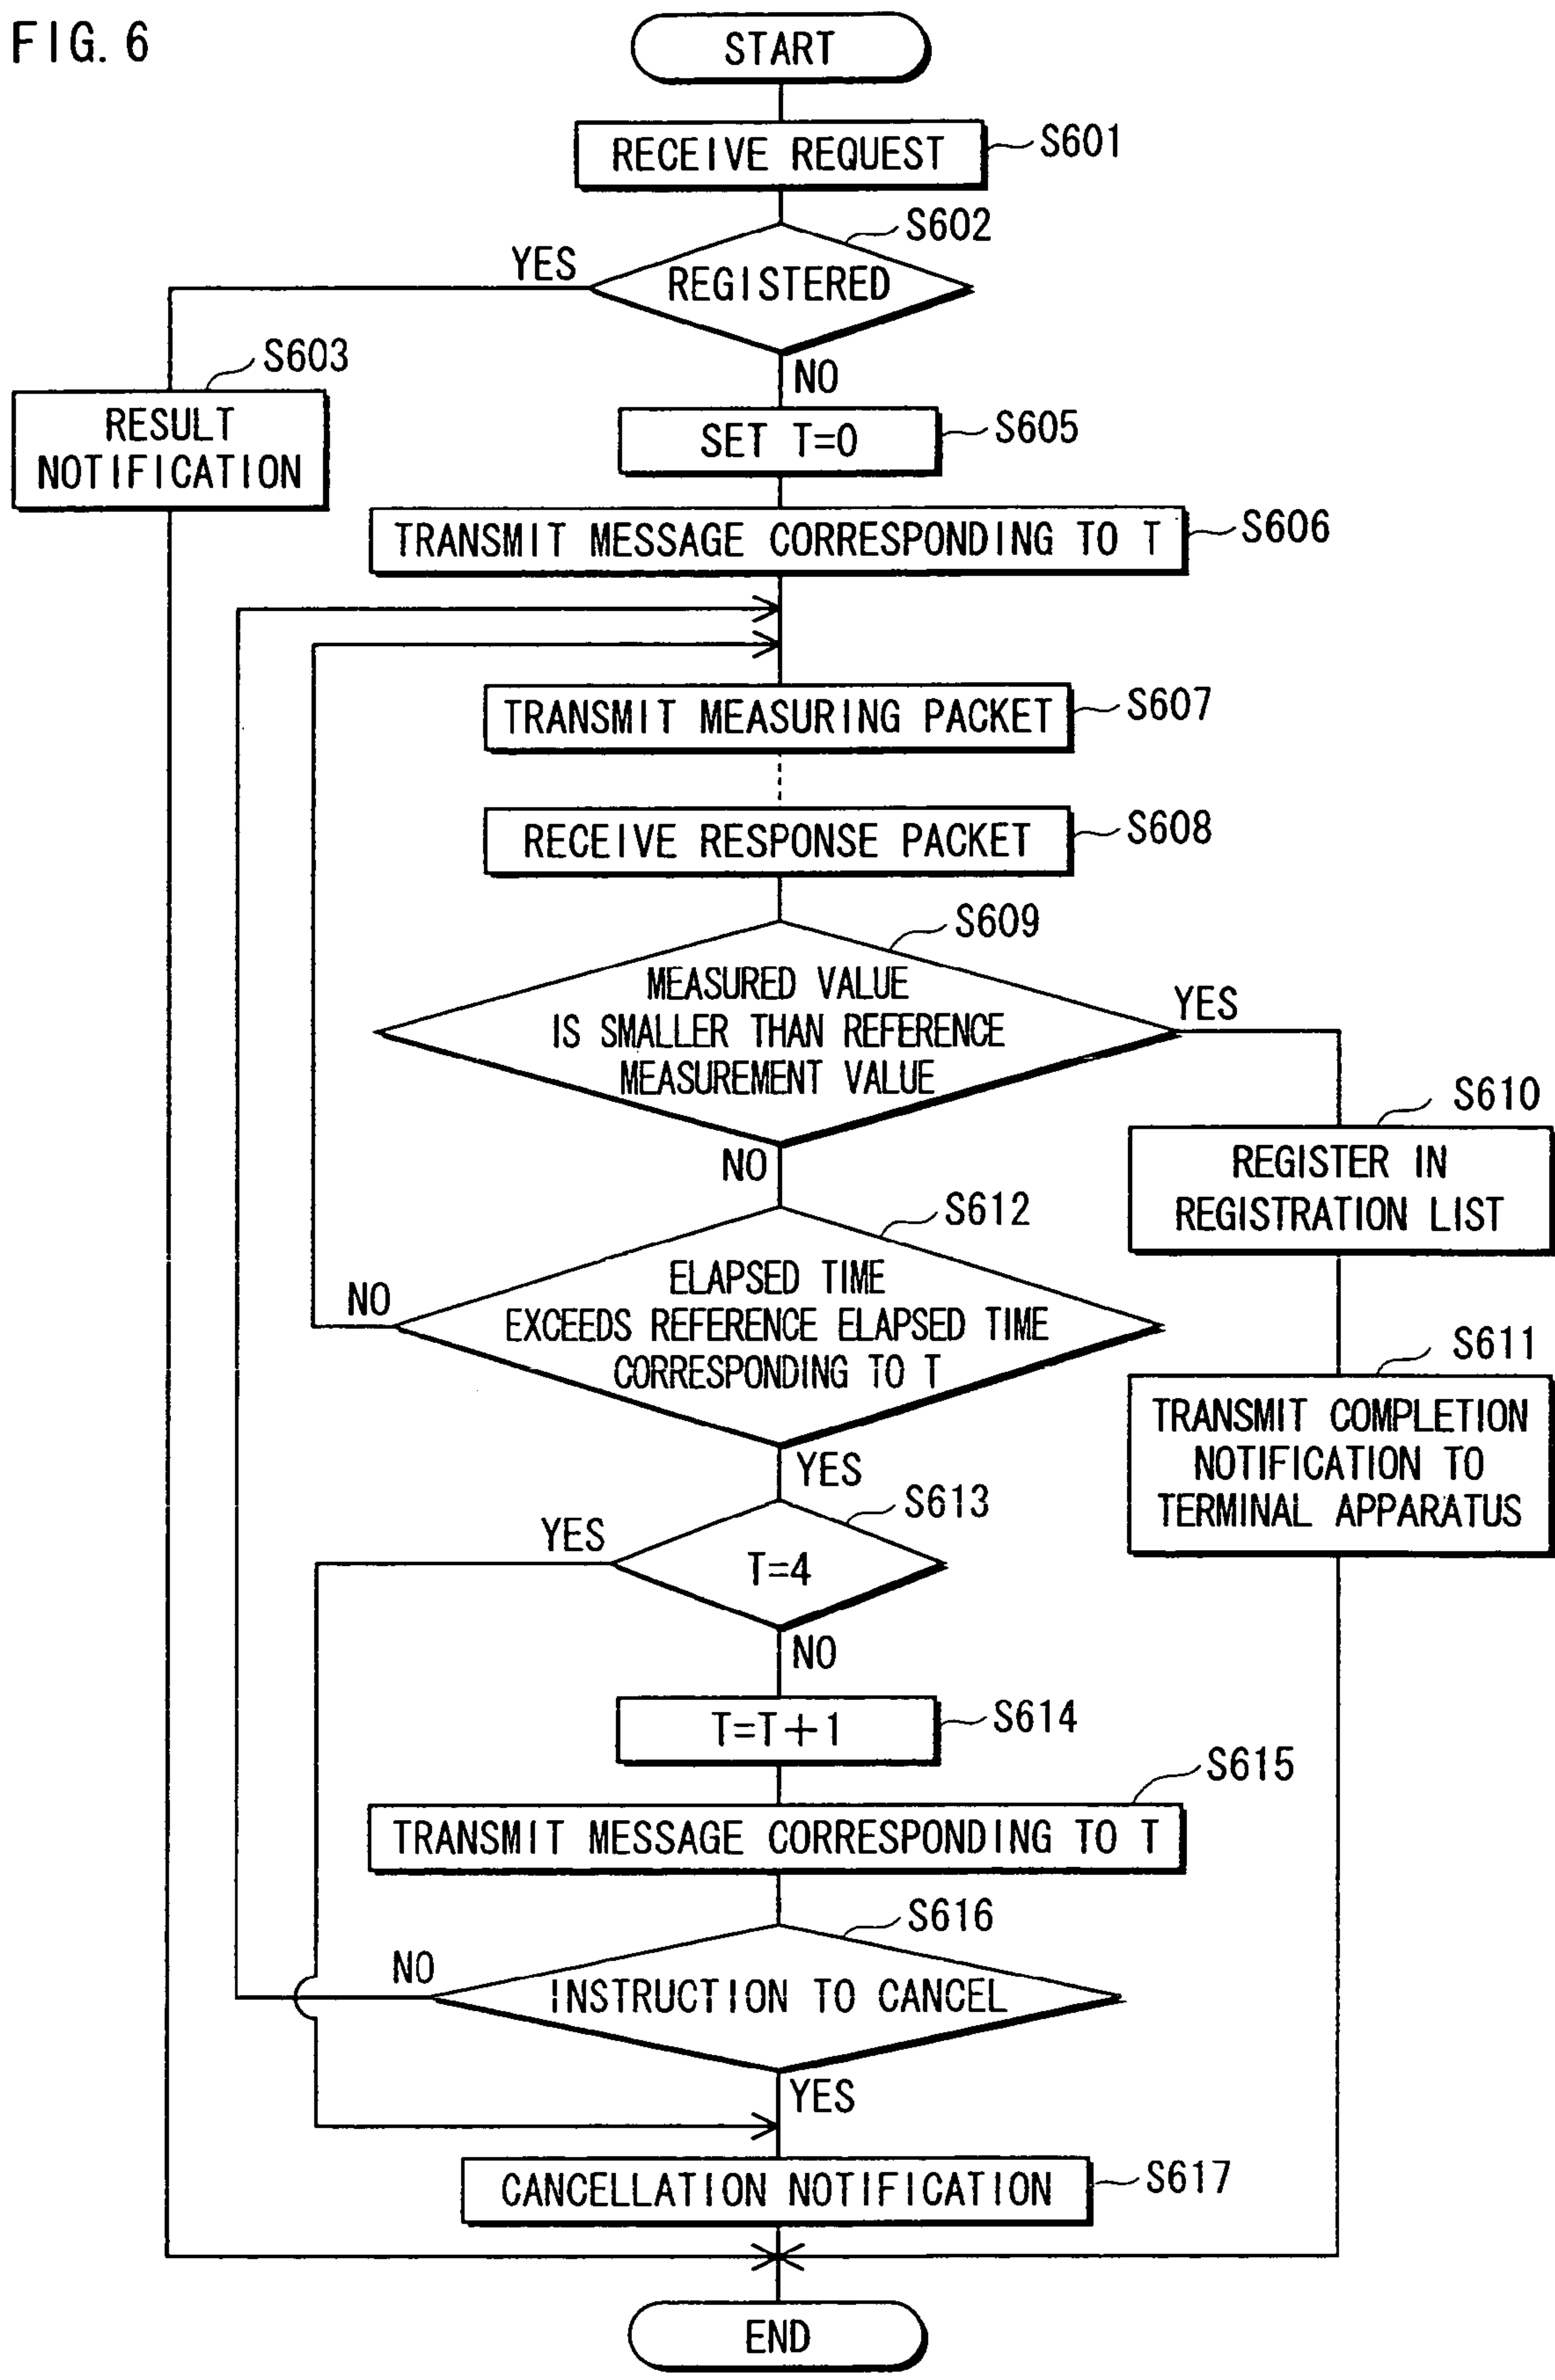 FIG. 6
START
RECEIVE REQUEST
S601
S602
YES
REGISTERED
NO
S603
RESULT
NOTIFICATION
SET T=0
S605
TRANSMIT MESSAGE CORRESPONDING TO T
S606
TRANSMIT MEASURING PACKET
S607
RECEIVE RESPONSE PACKET
S608
S609
MEASURED VALUE
IS SMALLER THAN REFERENCE
MEASUREMENT VALUE
YES
NO
S610
REGISTER IN
REGISTRATION LIST
S612
ELAPSED TIME
EXCEEDS REFERENCE ELAPSED TIME
CORRESPONDING TO T
NO
YES
S611
TRANSMIT COMPLETION
NOTIFICATION TO
TERMINAL APPARATUS
S613
YES
T=4
NO
T=T+1
S614
S615
TRANSMIT MESSAGE CORRESPONDING TO T
S616
NO
INSTRUCTION TO CANCEL
YES
CANCELLATION NOTIFICATION
S617
END